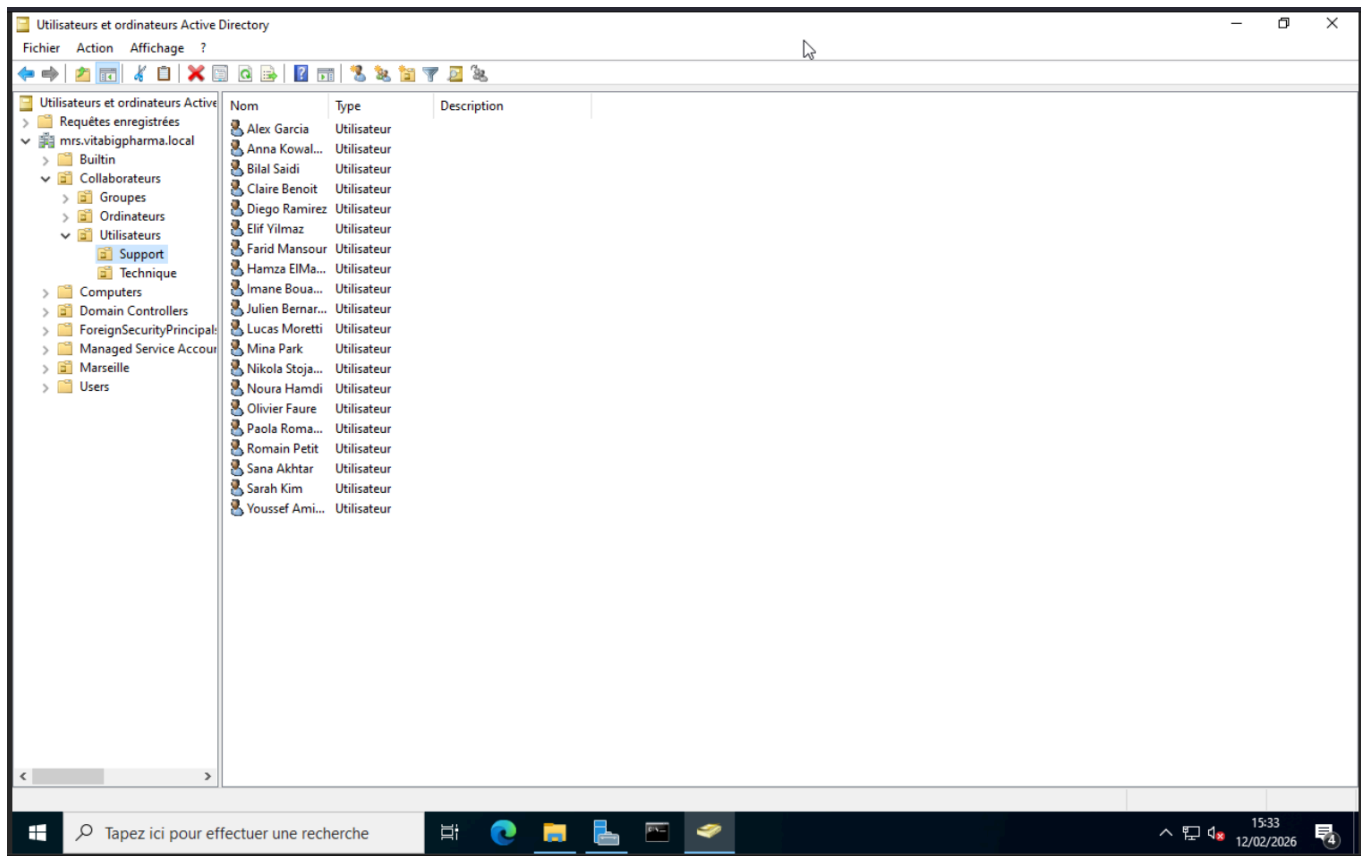 Utilisateurs et ordinateurs Active Directory
Fichier Action Affichage ?
Utilisateurs et ordinateurs Active
Requêtes enregistrées
mrs.vitabigpharma.local
Builtin
Collaborateurs
Groupes
Ordinateurs
Utilisateurs
Support
Technique
Computers
Domain Controllers
ForeignSecurityPrincipals
Managed Service Accour
Marseille
Users
Nom Type Description
Alex Garcia Utilisateur
Anna Kowal... Utilisateur
Bilal Saidi Utilisateur
Claire Benoit Utilisateur
Diego Ramirez Utilisateur
Elif Yilmaz Utilisateur
Farid Mansour Utilisateur
Hamza ElMa... Utilisateur
Imane Boua... Utilisateur
Julien Bernar... Utilisateur
Lucas Moretti Utilisateur
Mina Park Utilisateur
Nikola Stoja... Utilisateur
Noura Hamdi Utilisateur
Olivier Faure Utilisateur
Paola Roma... Utilisateur
Romain Petit Utilisateur
Sana Akhtar Utilisateur
Sarah Kim Utilisateur
Youssef Ami... Utilisateur
Tapez ici pour effectuer une recherche
15:33
12/02/2026
4